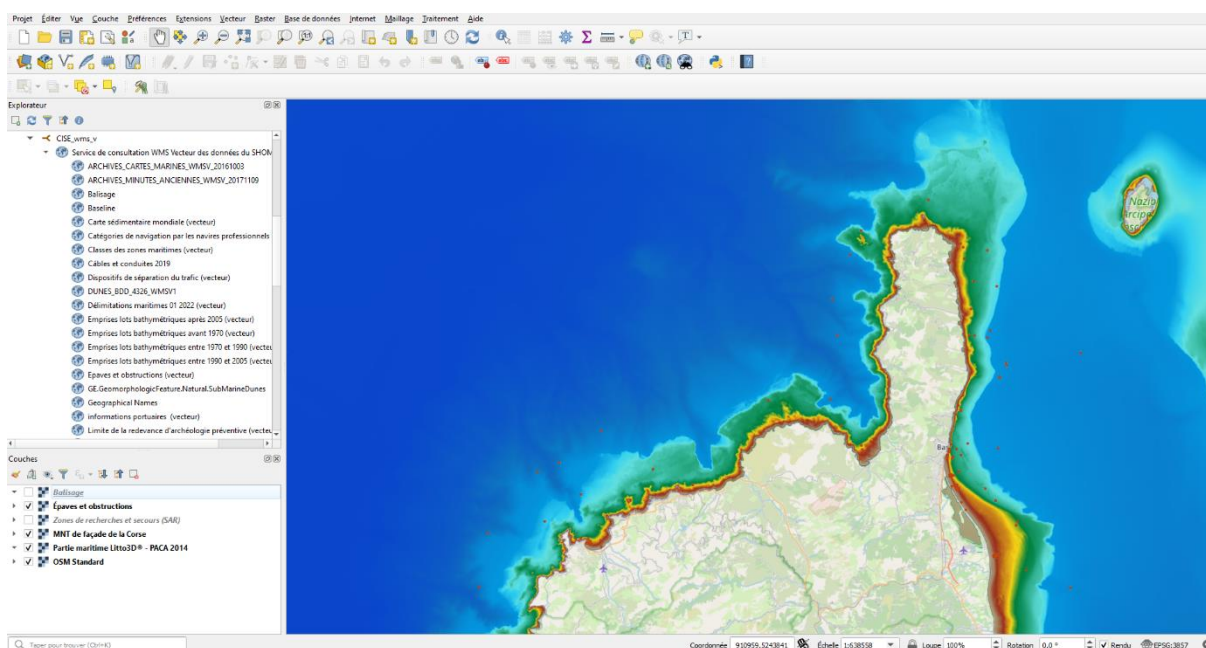 Projet Éditer Vue Couche Préférences Extensions Vecteur Raster Base de données Internet Maillage Traitement Aide
Explorateur
CISE_wms_v
Service de consultation WMS Vecteur des données du SHOM
ARCHIVES_CARTES_MARINES_WMSV_20161003
ARCHIVES_MINUTES_ANCIENNES_WMSV_20171109
Balisage
Baseline
Carte sédimentaire mondiale (vecteur)
Catégories de navigation par les navires professionnels
Classes des zones maritimes (vecteur)
Câbles et conduites 2019
Dispositifs de séparation du trafic (vecteur)
DUNES_BDD_4326_WMSV1
Délimitations maritimes 01 2022 (vecteur)
Emprises lots bathymétriques après 2005 (vecteur)
Emprises lots bathymétriques avant 1970 (vecteur)
Emprises lots bathymétriques entre 1970 et 1990 (vecteu
Emprises lots bathymétriques entre 1990 et 2005 (vecteu
Epaves et obstructions (vecteur)
GE.GeomorphologicFeature.Natural.SubMarineDunes
Geographical Names
informations portuaires (vecteur)
Limite de la redevance d'archéologie préventive (vecteu
Couches
Balisage
Épaves et obstructions
Zones de recherches et secours (SAR)
MNT de façade de la Corse
Partie maritime Litto3D® - PACA 2014
OSM Standard
Bas
Taper pour trouver (Ctrl+K)
Coordonnée 910959,5243841 Échelle 1:638558 Loupe 100% Rotation 0,0 ° Rendu EPSG:3857